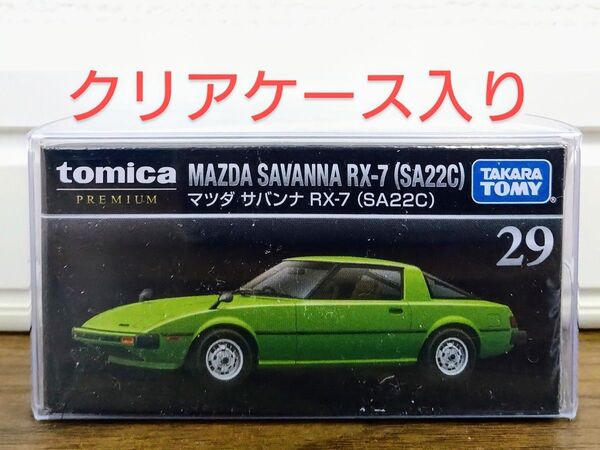 クリアケース入り
tomica
PREMIUM
MAZDA SAVANNA RX-7 (SA22C)
マツダ サバンナ RX-7 (SA22C)
TAKARA
TOMY
®
29